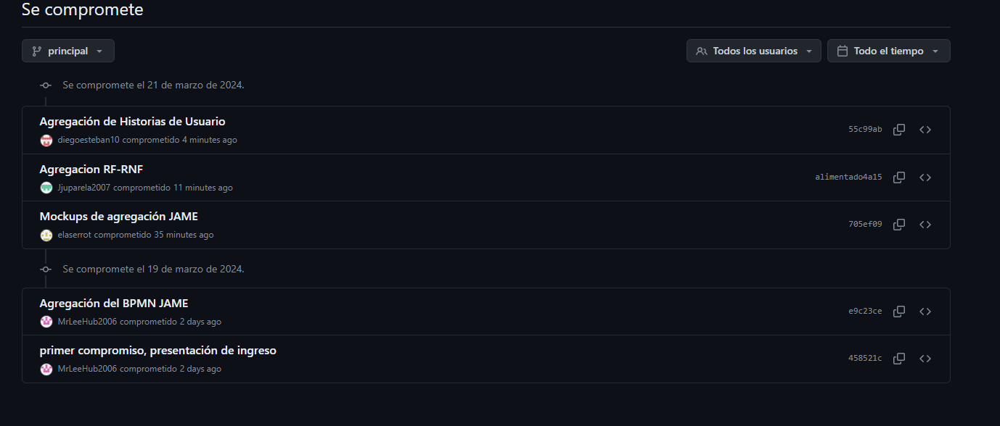 Se compromete
principal
Todos los usuarios
Todo el tiempo
Se compromete el 21 de marzo de 2024.
Agregación de Historias de Usuario
diegoesteban10 comprometido 4 minutes ago
55c99ab
Agregacion RF-RNF
Jjuparela2007 comprometido 11 minutes ago
alimentado4a15
Mockups de agregación JAME
elaserrot comprometido 35 minutes ago
705ef09
Se compromete el 19 de marzo de 2024.
Agregación del BPMN JAME
MrLeeHub2006 comprometido 2 days ago
e9c23ce
primer compromiso, presentación de ingreso
MrLeeHub2006 comprometido 2 days ago
458521c